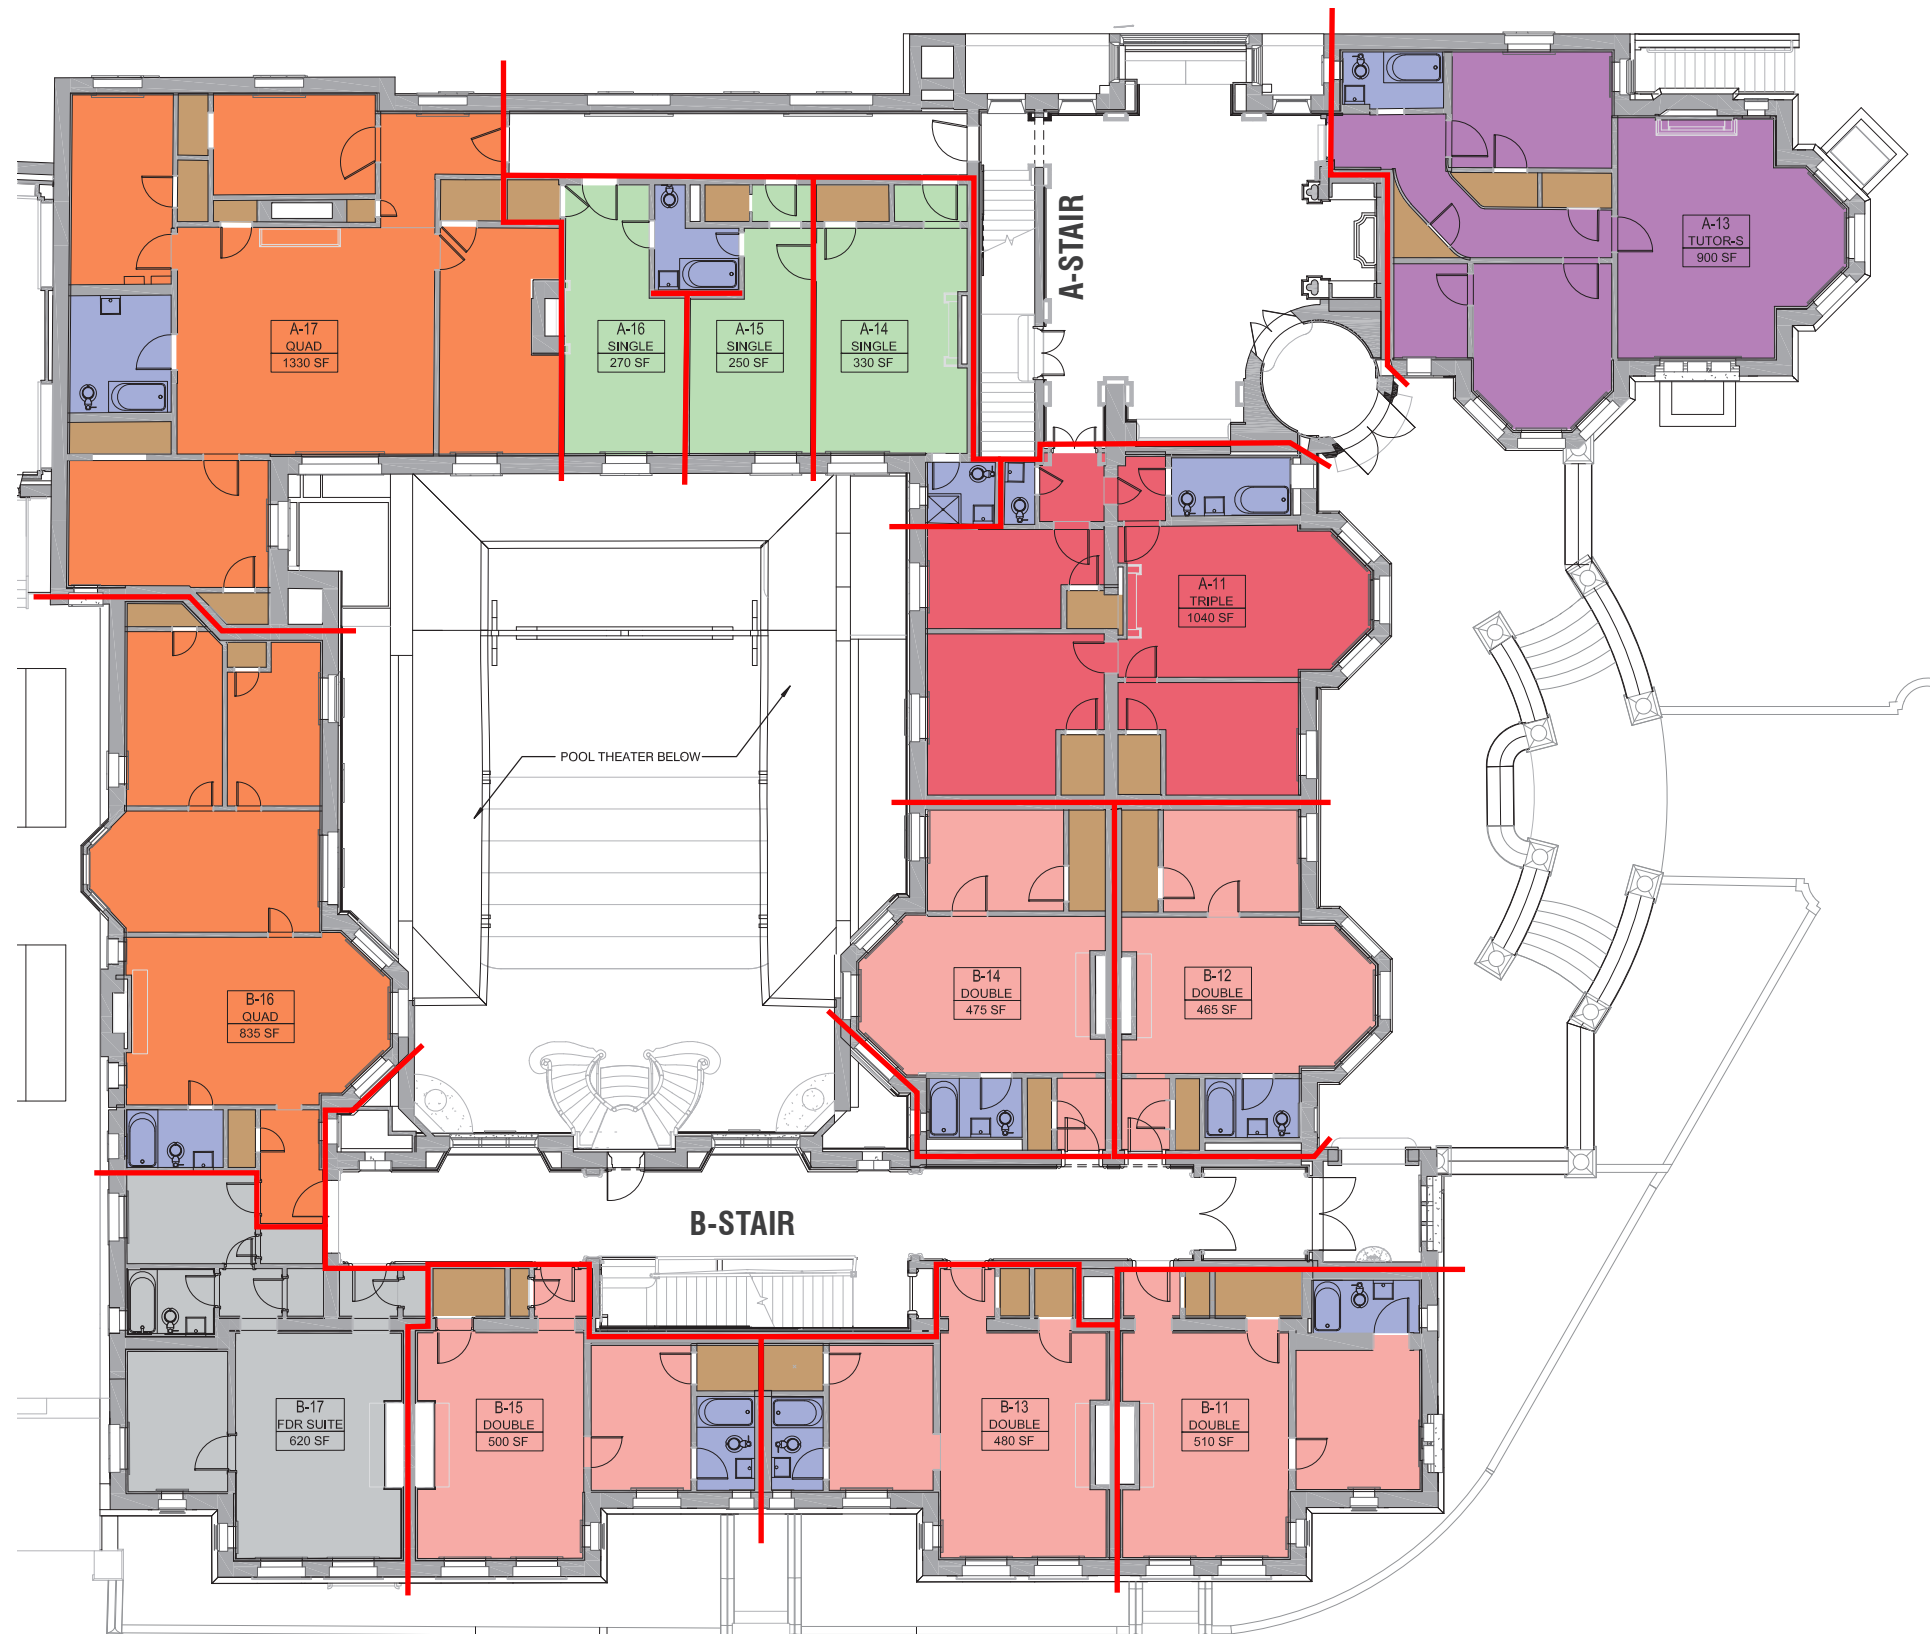 A-STAIR
A-13
TUTOR-S
900 SF
A-17
QUAD
1330 SF
A-16
SINGLE
270 SF
A-15
SINGLE
250 SF
A-14
SINGLE
330 SF
A-11
TRIPLE
1040 SF
POOL THEATER BELOW
B-16
QUAD
835 SF
B-14
DOUBLE
475 SF
B-12
DOUBLE
465 SF
B-STAIR
B-17
FDR SUITE
620 SF
B-15
DOUBLE
500 SF
B-13
DOUBLE
480 SF
B-11
DOUBLE
510 SF